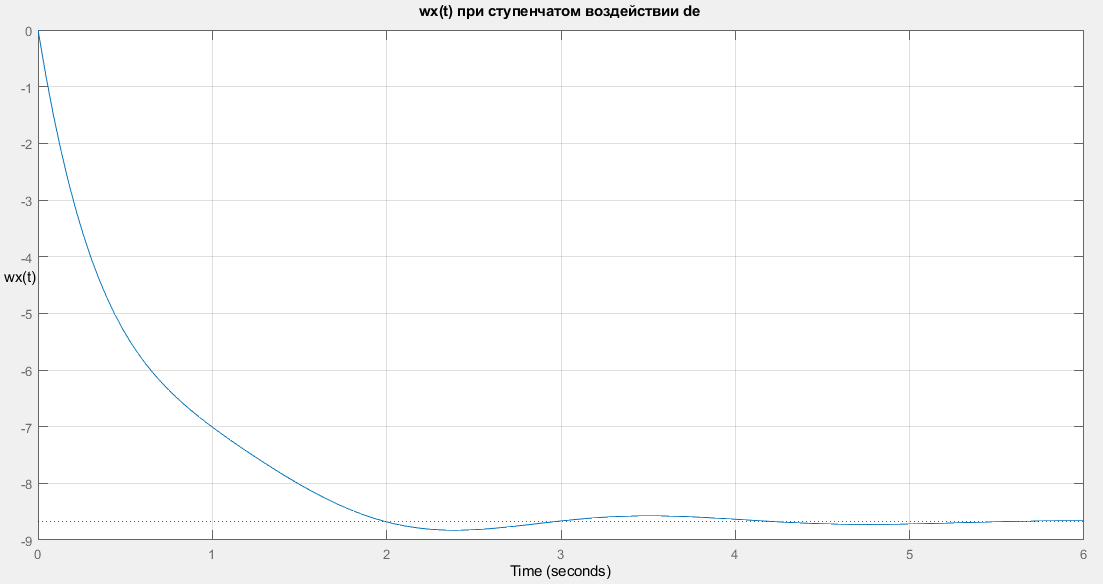 wx(t) при ступенчатом воздействии de
0
-1
-2
-3
-4
wx(t)
-5
-6
-7
-8
-9
0 1 2 3 4 5 6
Time (seconds)